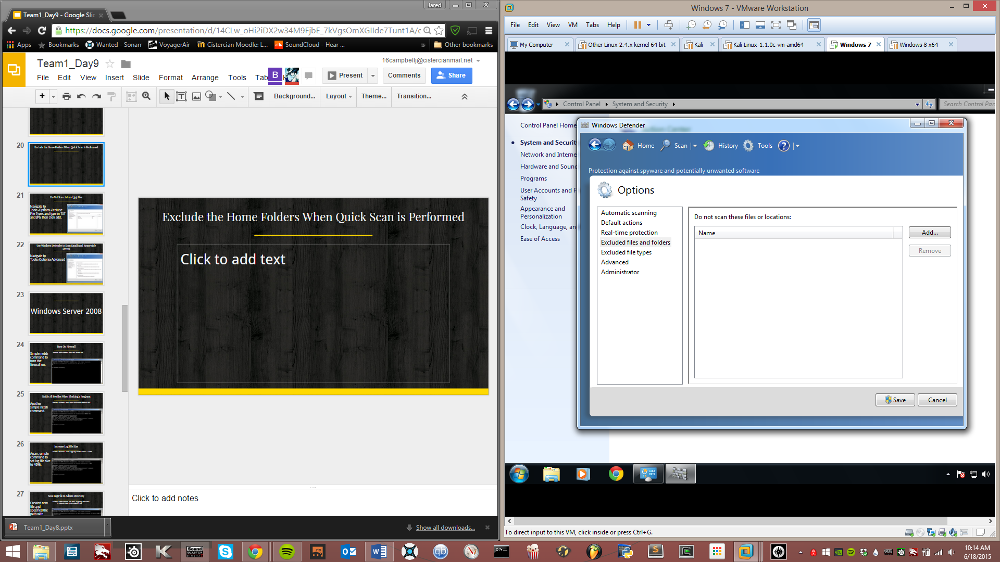 Jared
Team1_Day9 - Google Slic
https://docs.google.com/presentation/d/14CLw_oHi2iDX2w34M9FjbE_7kVgsOmXGIIde7Tunt1A/e
Apps
Bookmarks
Wanted - Sonarr
VoyagerAir
Cistercian Moodle: L...
SoundCloud - Hear ...
»
Other bookmarks
Team1_Day9
16campbellj@cistercianmail.net
File Edit View Insert Slide Format Arrange Tools Tab
B
Present
Comments
Share
Background... Layout Theme... Transition...
20
Exclude the Home Folders When Quick Scan is Performed
21
Do Not Scan .txt and .jpg files
Navigate to
Tools>Options>Exclude
File Types and type in TXT
and JPG then click add.
22
Use Windows Defender to Scan Emails and Removable
Drives
Navigate to
Tools>Options>Advanced
23
Windows Server 2008
24
Turn On Firewall
Simple netsh
command to
turn the
firewall on.
25
Notify All Profiles When Blocking a Program
Another
simple netsh
command.
26
Increase Log File Size
Again, simple
command to
set log file size
to 4096.
27
Save Log File in Admin Directory
Created new
file and
specified the
path with
Exclude the Home Folders When Quick Scan is Performed
Click to add text
Click to add notes
Team1_Day8.pptx
Show all downloads...
Windows 7 - VMware Workstation
File Edit View VM Tabs Help
My Computer
Other Linux 2.4.x kernel 64-bit
Kali
Kali-Linux-1.1.0c-vm-amd64
Windows 7
Windows 8 x64
Control Panel
System and Security
Search Control Par
Control Panel Home
System and Security
Network and Interne
Hardware and Sound
Programs
User Accounts and F
Safety
Appearance and
Personalization
Clock, Language, an
Ease of Access
Windows Defender
Home
Scan
History
Tools
?
Protection against spyware and potentially unwanted software
Options
Automatic scanning
Default actions
Real-time protection
Excluded files and folders
Excluded file types
Advanced
Administrator
Do not scan these files or locations:
Name
Add...
Remove
Save
Cancel
To direct input to this VM, click inside or press Ctrl+G.
10:14 AM
6/18/2015